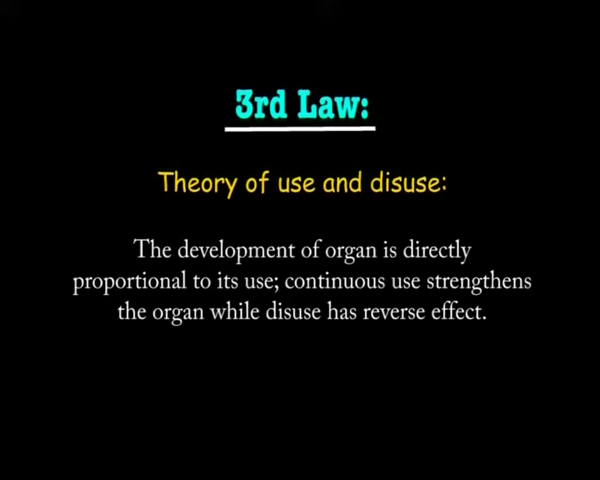 3rd Law:
Theory of use and disuse:
The development of organ is directly
proportional to its use; continuous use strengthens
the organ while disuse has reverse effect.